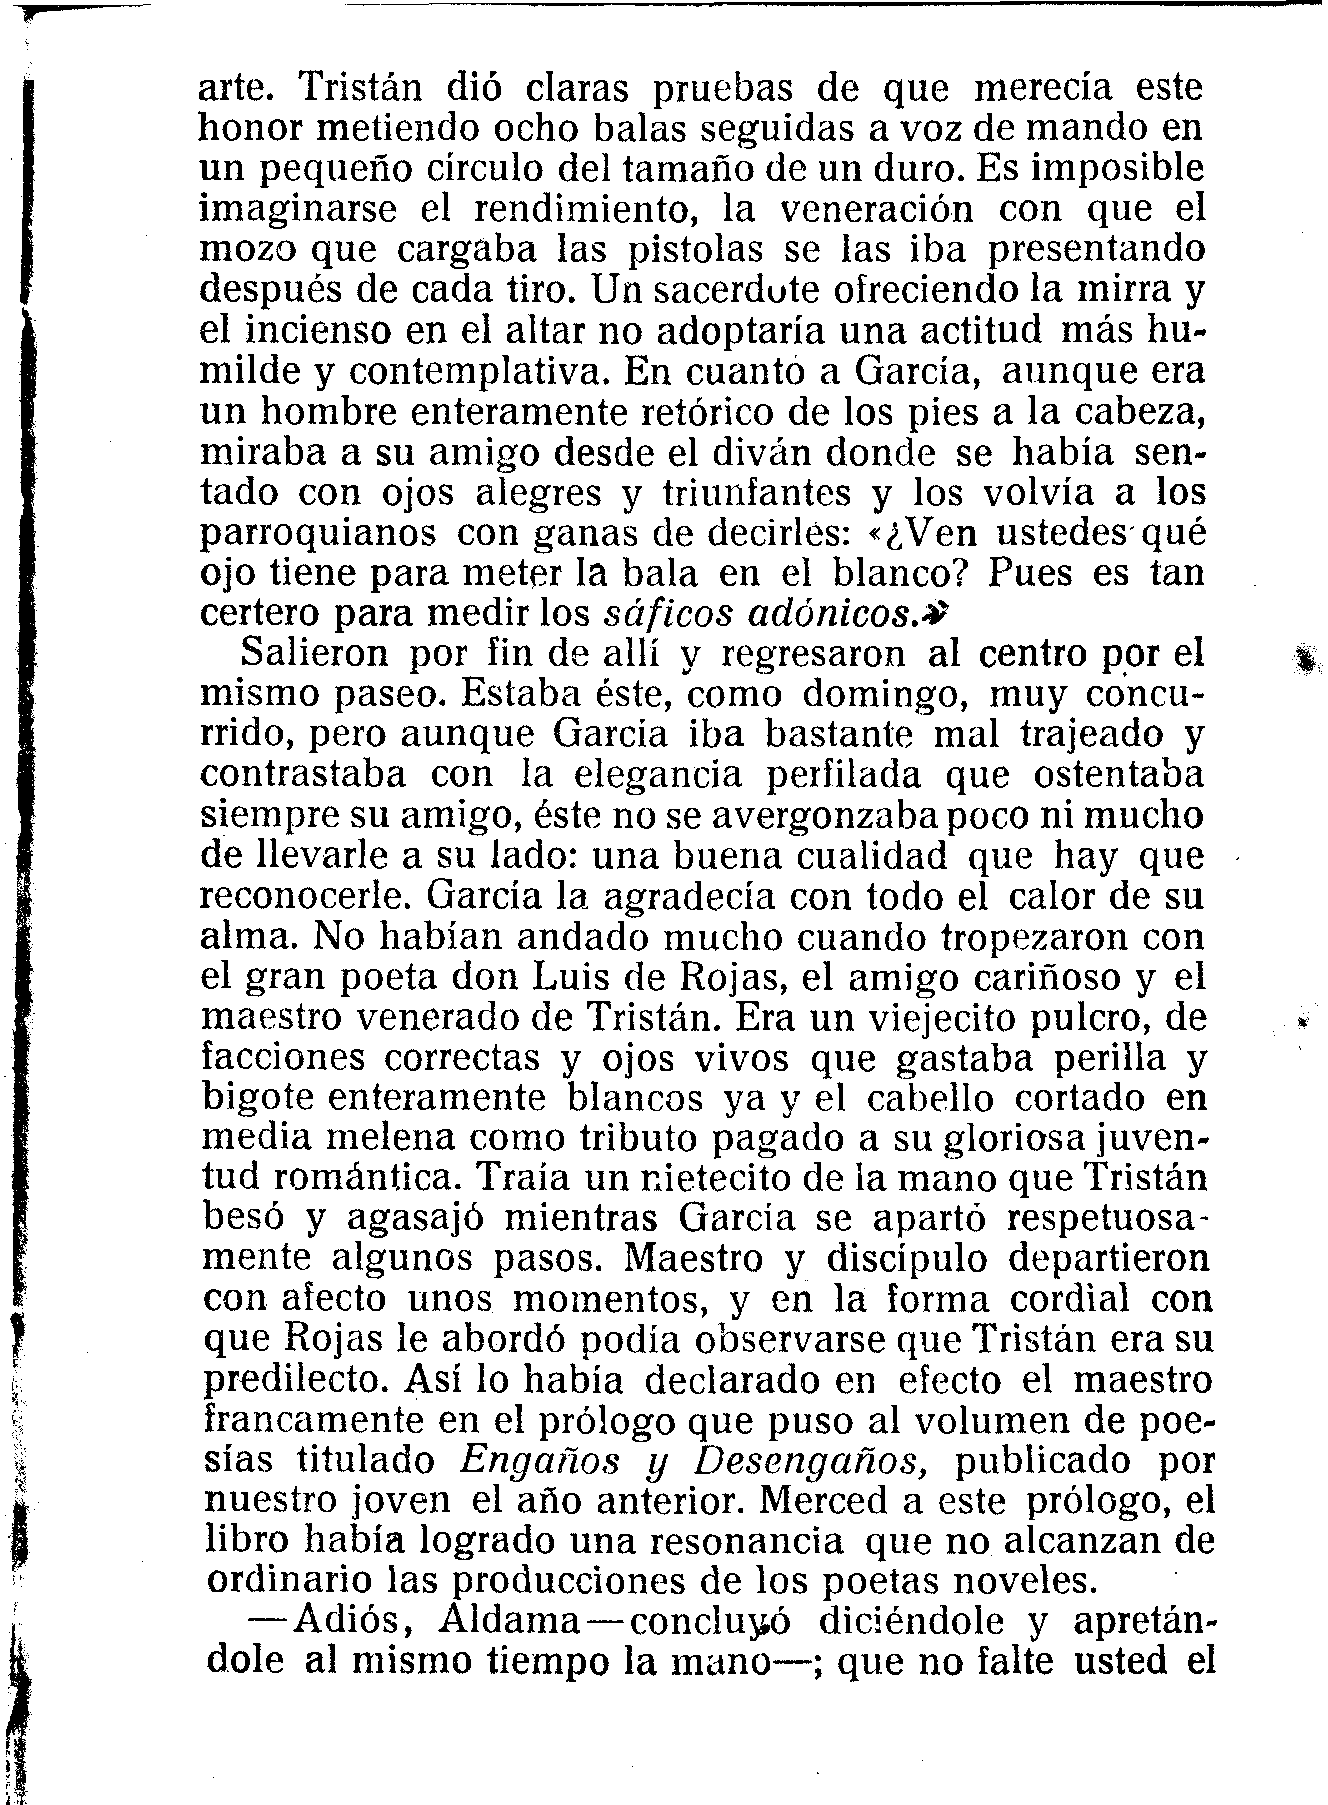 arte. Tristán dió claras pruebas de que merecía este
honor metiendo ocho balas seguidas a voz de mando en
un pequeño círculo del tamaño de un duro. Es imposible
imaginarse el rendimiento, la veneración con que el
mozo que cargaba las pistolas se las iba presentando
después de cada tiro. Un sacerdote ofreciendo la mirra y
el incienso en el altar no adoptaría una actitud más hu-
milde y contemplativa. En cuanto a García, aunque era
un hombre enteramente retórico de los pies a la cabeza,
miraba a su amigo desde el diván donde se había sen-
tado con ojos alegres y triunfantes y los volvía a los
parroquianos con ganas de decirles: «¿Ven ustedes qué
ojo tiene para meter la bala en el blanco? Pues es tan
certero para medir los sáficos adónicos.»
Salieron por fin de allí y regresaron al centro por el
mismo paseo. Estaba éste, como domingo, muy concu-
rrido, pero aunque García iba bastante mal trajeado y
contrastaba con la elegancia perfilada que ostentaba
siempre su amigo, éste no se avergonzaba poco ni mucho
de llevarle a su lado: una buena cualidad que hay que
reconocerle. García la agradecía con todo el calor de su
alma. No habían andado mucho cuando tropezaron con
el gran poeta don Luis de Rojas, el amigo cariñoso y el
maestro venerado de Tristán. Era un viejecito pulcro, de
facciones correctas y ojos vivos que gastaba perilla y
bigote enteramente blancos ya y el cabello cortado en
media melena como tributo pagado a su gloriosa juven-
tud romántica. Traía un nietecito de la mano que Tristán
besó y agasajó mientras García se apartó respetuosa-
mente algunos pasos. Maestro y discípulo departieron
con afecto unos momentos, y en la forma cordial con
que Rojas le abordó podía observarse que Tristán era su
predilecto. Así lo había declarado en efecto el maestro
francamente en el prólogo que puso al volumen de poe-
sías titulado Engaños y Desengaños, publicado por
nuestro joven el año anterior. Merced a este prólogo, el
libro había logrado una resonancia que no alcanzan de
ordinario las producciones de los poetas noveles.
—Adiós, Aldama—concluyó diciéndole y apretán-
dole al mismo tiempo la mano—; que no falte usted el